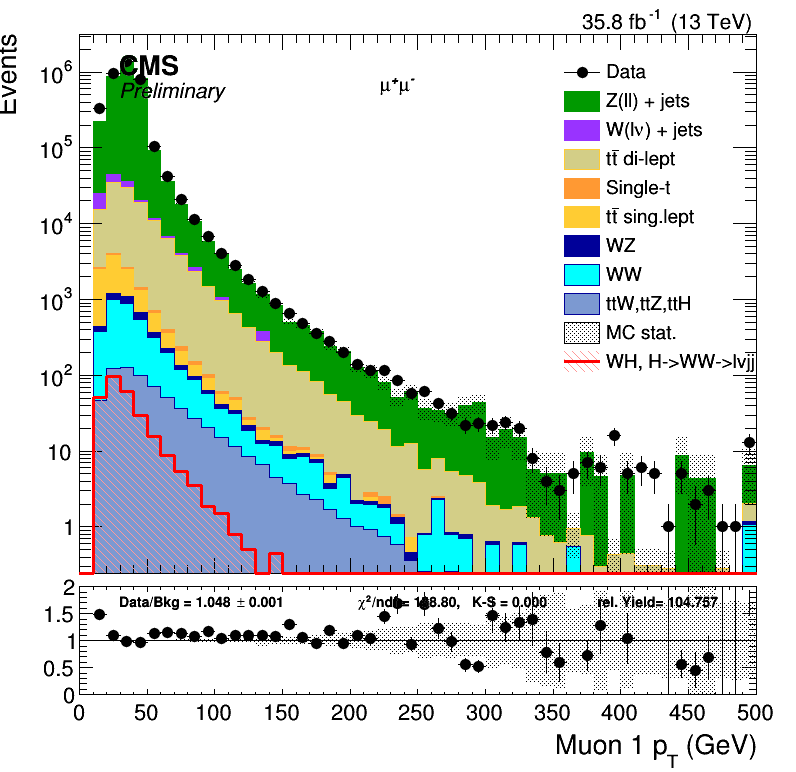 35.8 fb⁻¹ (13 TeV)
Events
CMS
Preliminary
μ⁺μ⁻
Data
Z(ll) + jets
W(lν) + jets
tt̄ di-lept
Single-t
tt̄ sing.lept
WZ
WW
ttW,ttZ,ttH
MC stat.
WH, H->WW->lνjj
10⁶
10⁵
10⁴
10³
10²
10
1
Data/Bkg = 1.048 ± 0.001 K-S = 0.000 rel. Yield= 104.757
2
1.5
1
0.5
0
0 50 100 150 200 250 300 350 400 450 500
Muon 1 p_T (GeV)